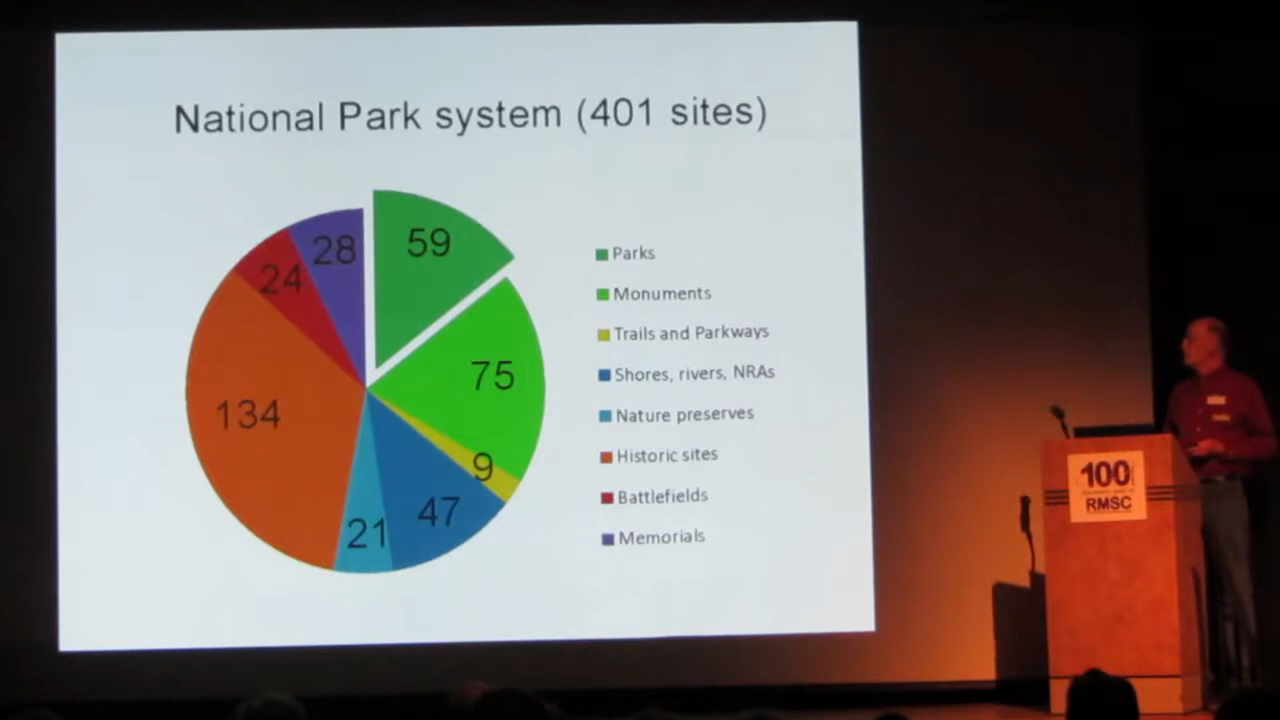 National Park system (401 sites)
59
75
9
47
21
134
24
28
Parks
Monuments
Trails and Parkways
Shores, rivers, NRAs
Nature preserves
Historic sites
Battlefields
Memorials
100
RMSC